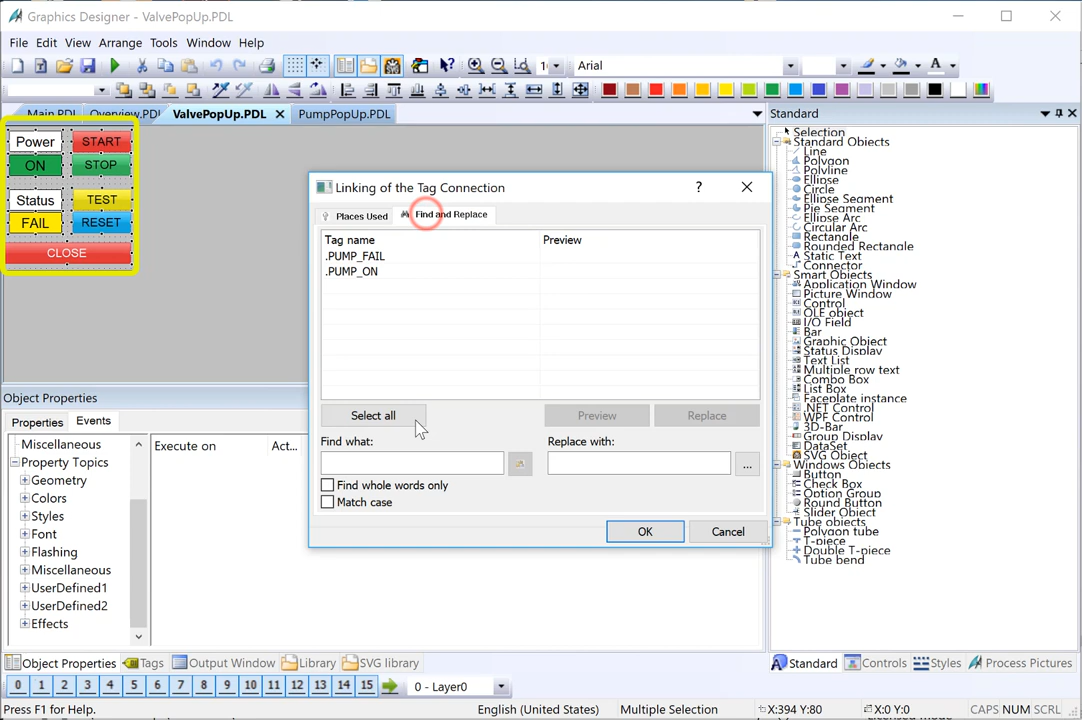 Graphics Designer - ValvePopUp.PDL
File Edit View Arrange Tools Window Help
Arial
Main.PDL Overview.PDL ValvePopUp.PDL PumpPopUp.PDL
Standard
Power START
ON STOP
Status TEST
FAIL RESET
CLOSE
Linking of the Tag Connection ?
Places Used Find and Replace
Tag name Preview
.PUMP_FAIL
.PUMP_ON
Select all Preview Replace
Find what: Replace with:
...
Find whole words only
Match case
OK Cancel
Selection
Standard Objects
Line
Polygon
Polyline
Ellipse
Circle
Ellipse Segment
Pie Segment
Ellipse Arc
Circular Arc
Rectangle
Rounded Rectangle
Static Text
Connector
Smart Objects
Application Window
Picture Window
Control
OLE object
I/O Field
Bar
Graphic Object
Status Display
Text List
Multiple row text
Combo Box
List Box
Faceplate instance
.NET Control
WPF Control
3D-Bar
Group Display
DataSet
SVG Object
Windows Objects
Button
Check Box
Option Group
Round Button
Slider Object
Tube objects
Polygon tube
T-piece
Double T-piece
Tube bend
Object Properties
Properties Events
Miscellaneous
Property Topics
Geometry
Colors
Styles
Font
Flashing
Miscellaneous
UserDefined1
UserDefined2
Effects
Execute on Act...
Object Properties Tags Output Window Library SVG library
Standard Controls Styles Process Pictures
0 1 2 3 4 5 6 7 8 9 10 11 12 13 14 15 0 - Layer0
Press F1 for Help. English (United States) Multiple Selection X:394 Y:80 X:0 Y:0 CAPS NUM SCRL